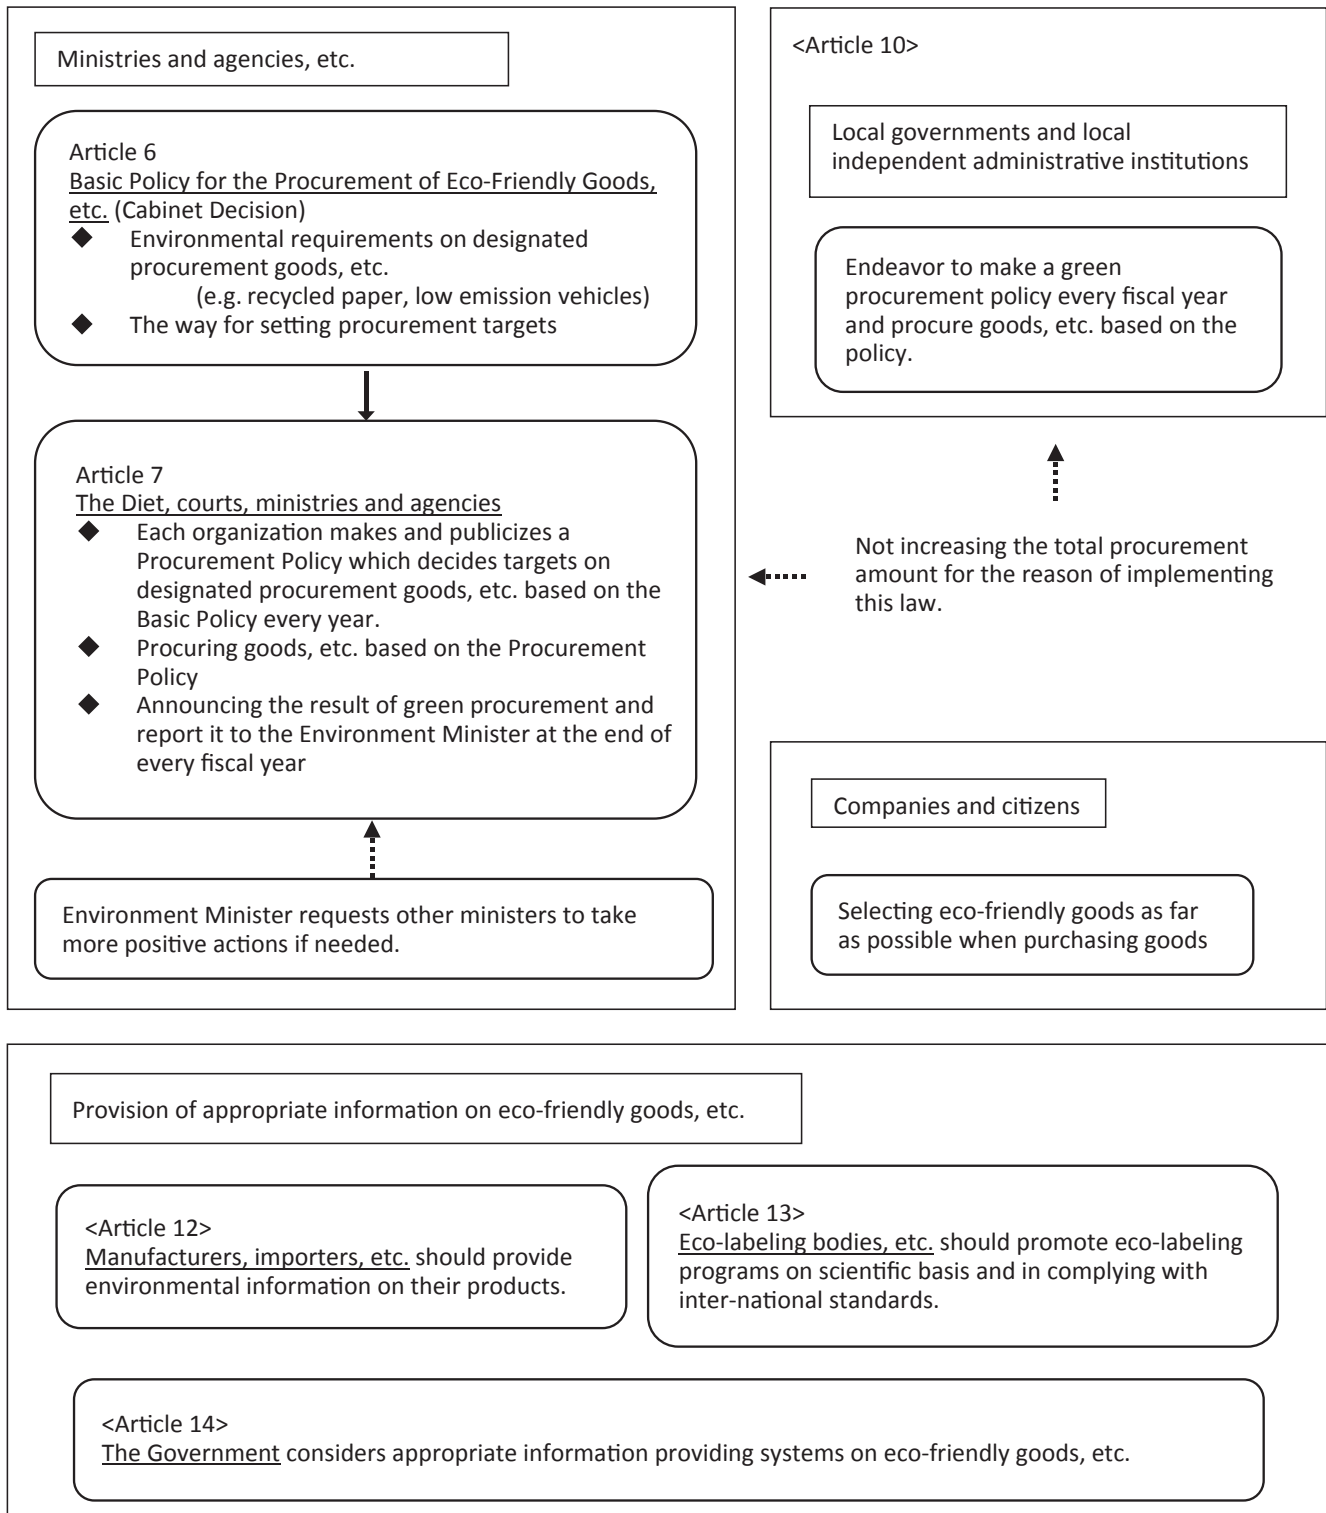 Ministries and agencies, etc.
Article 6
Basic Policy for the Procurement of Eco-Friendly Goods,
etc. (Cabinet Decision)
◆ Environmental requirements on designated
procurement goods, etc.
(e.g. recycled paper, low emission vehicles)
◆ The way for setting procurement targets
Article 7
The Diet, courts, ministries and agencies
◆ Each organization makes and publicizes a
Procurement Policy which decides targets on
designated procurement goods, etc. based on the
Basic Policy every year.
◆ Procuring goods, etc. based on the Procurement
Policy
◆ Announcing the result of green procurement and
report it to the Environment Minister at the end of
every fiscal year
Environment Minister requests other ministers to take
more positive actions if needed.
<Article 10>
Local governments and local
independent administrative institutions
Endeavor to make a green
procurement policy every fiscal year
and procure goods, etc. based on the
policy.
Not increasing the total procurement
amount for the reason of implementing
this law.
Companies and citizens
Selecting eco-friendly goods as far
as possible when purchasing goods
Provision of appropriate information on eco-friendly goods, etc.
<Article 12>
Manufacturers, importers, etc. should provide
environmental information on their products.
<Article 13>
Eco-labeling bodies, etc. should promote eco-labeling
programs on scientific basis and in complying with
inter-national standards.
<Article 14>
The Government considers appropriate information providing systems on eco-friendly goods, etc.